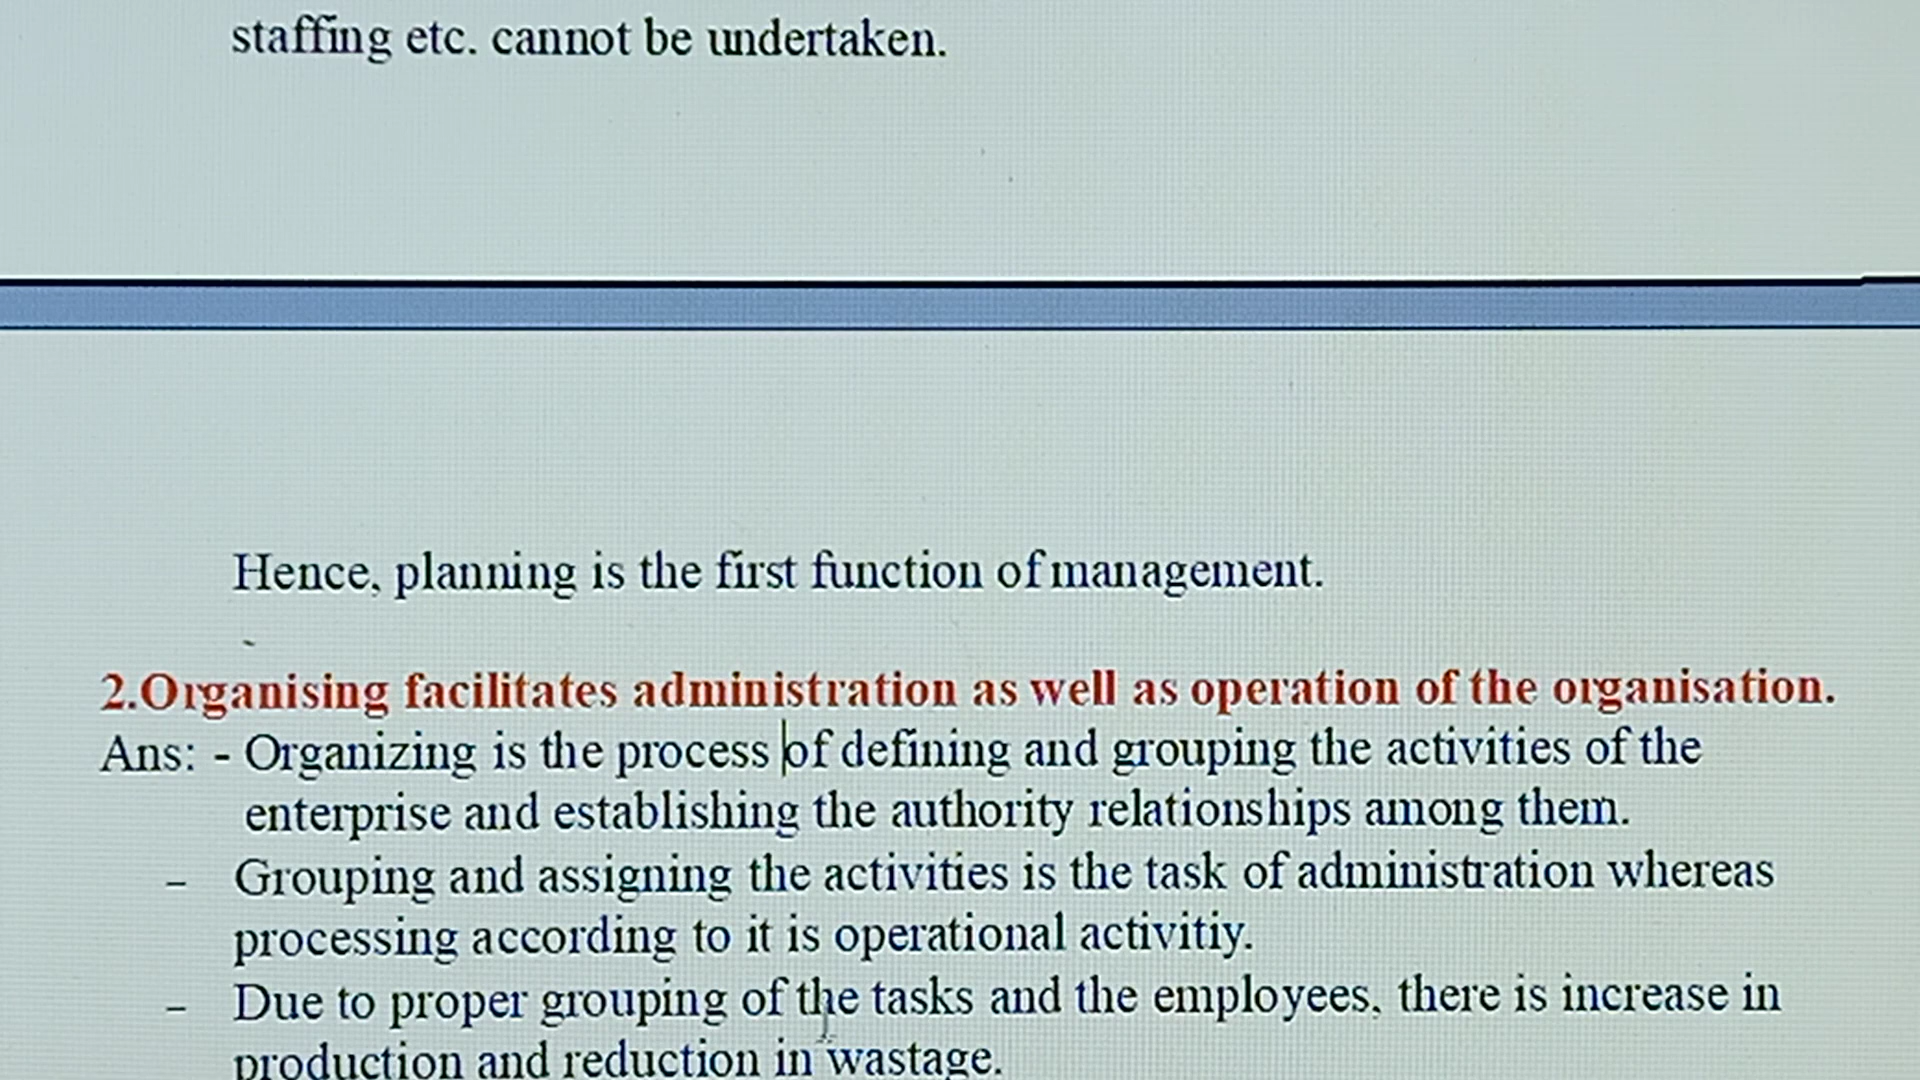 staffing etc. cannot be undertaken.
Hence, planning is the first function of management.
2.Organising facilitates administration as well as operation of the organisation.
Ans: - Organizing is the process of defining and grouping the activities of the
enterprise and establishing the authority relationships among them.
- Grouping and assigning the activities is the task of administration whereas
processing according to it is operational activitiy.
- Due to proper grouping of the tasks and the employees, there is increase in
production and reduction in wastage.